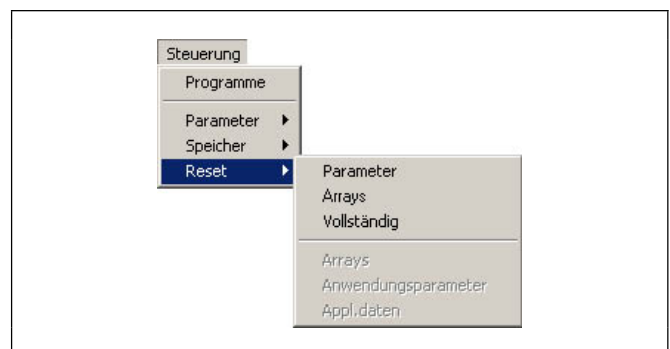 Steuerung
Programme
Parameter
Speicher
Reset
Parameter
Arrays
Vollständig
Arrays
Anwendungsparameter
Appl.daten